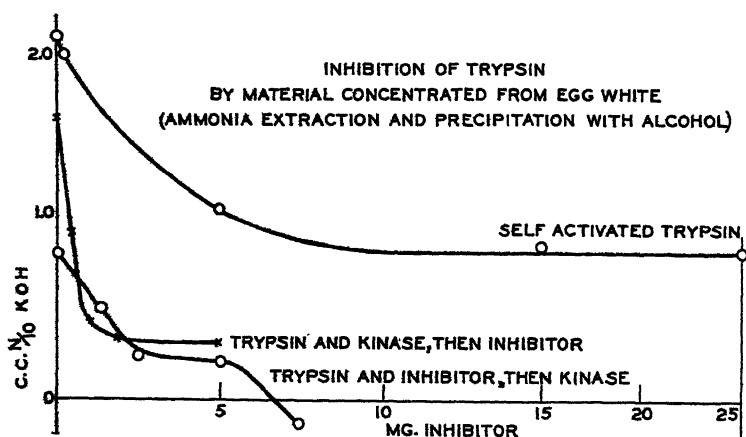 2.0
INHIBITION OF TRYPSIN
BY MATERIAL CONCENTRATED FROM EGG WHITE
(AMMONIA EXTRACTION AND PRECIPITATION WITH ALCOHOL)
1.0
SELF ACTIVATED TRYPSIN
C.C. N/10 KOH
TRYPSIN AND KINASE, THEN INHIBITOR
TRYPSIN AND INHIBITOR, THEN KINASE
0
5 10 15 20 25
MG. INHIBITOR